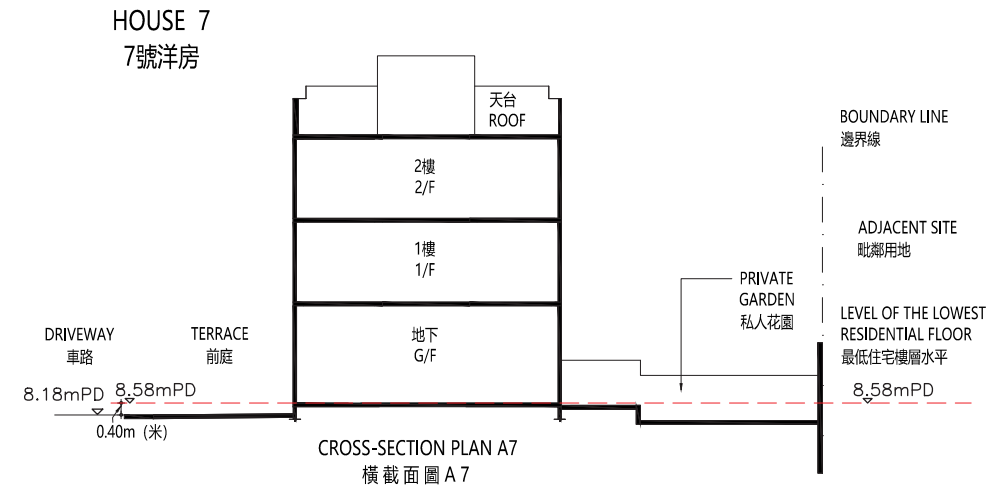 HOUSE 7
7號洋房
天台
ROOF
2樓
2/F
1樓
1/F
地下
G/F
BOUNDARY LINE
邊界線
ADJACENT SITE
毗鄰用地
PRIVATE
GARDEN
私人花園
LEVEL OF THE LOWEST
RESIDENTIAL FLOOR
最低住宅樓層水平
8.58mPD
DRIVEWAY
車路
TERRACE
前庭
8.18mPD
8.58mPD
0.40m (米)
CROSS-SECTION PLAN A7
橫截面圖 A 7